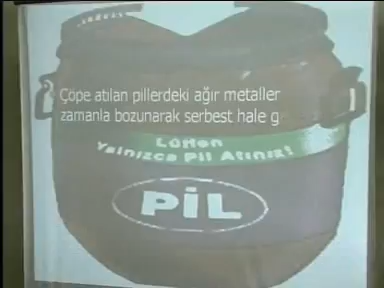 Çöpe atılan pillerdeki ağır metaller
zamanla bozunarak serbest hale g
Lütfen
Yalnızca Pil Atınız!
PİL